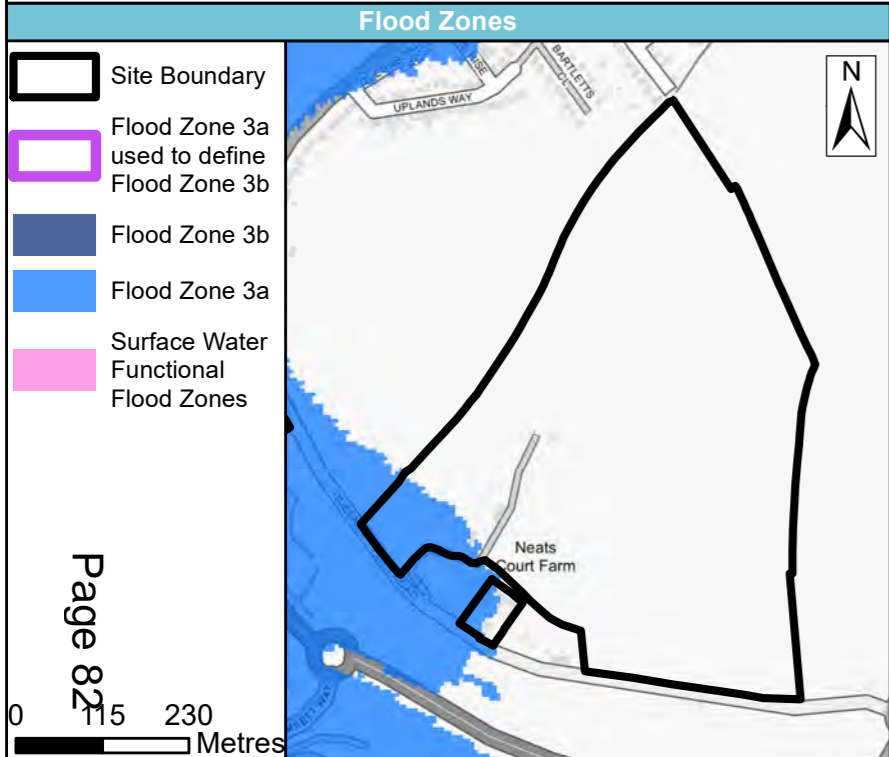 Flood Zones
Site Boundary
Flood Zone 3a
used to define
Flood Zone 3b
Flood Zone 3b
Flood Zone 3a
Surface Water
Functional
Flood Zones
Page 82
0 115 230
Metres
UPLANDS WAY
BARTLETTS
N
Neats
Court Farm